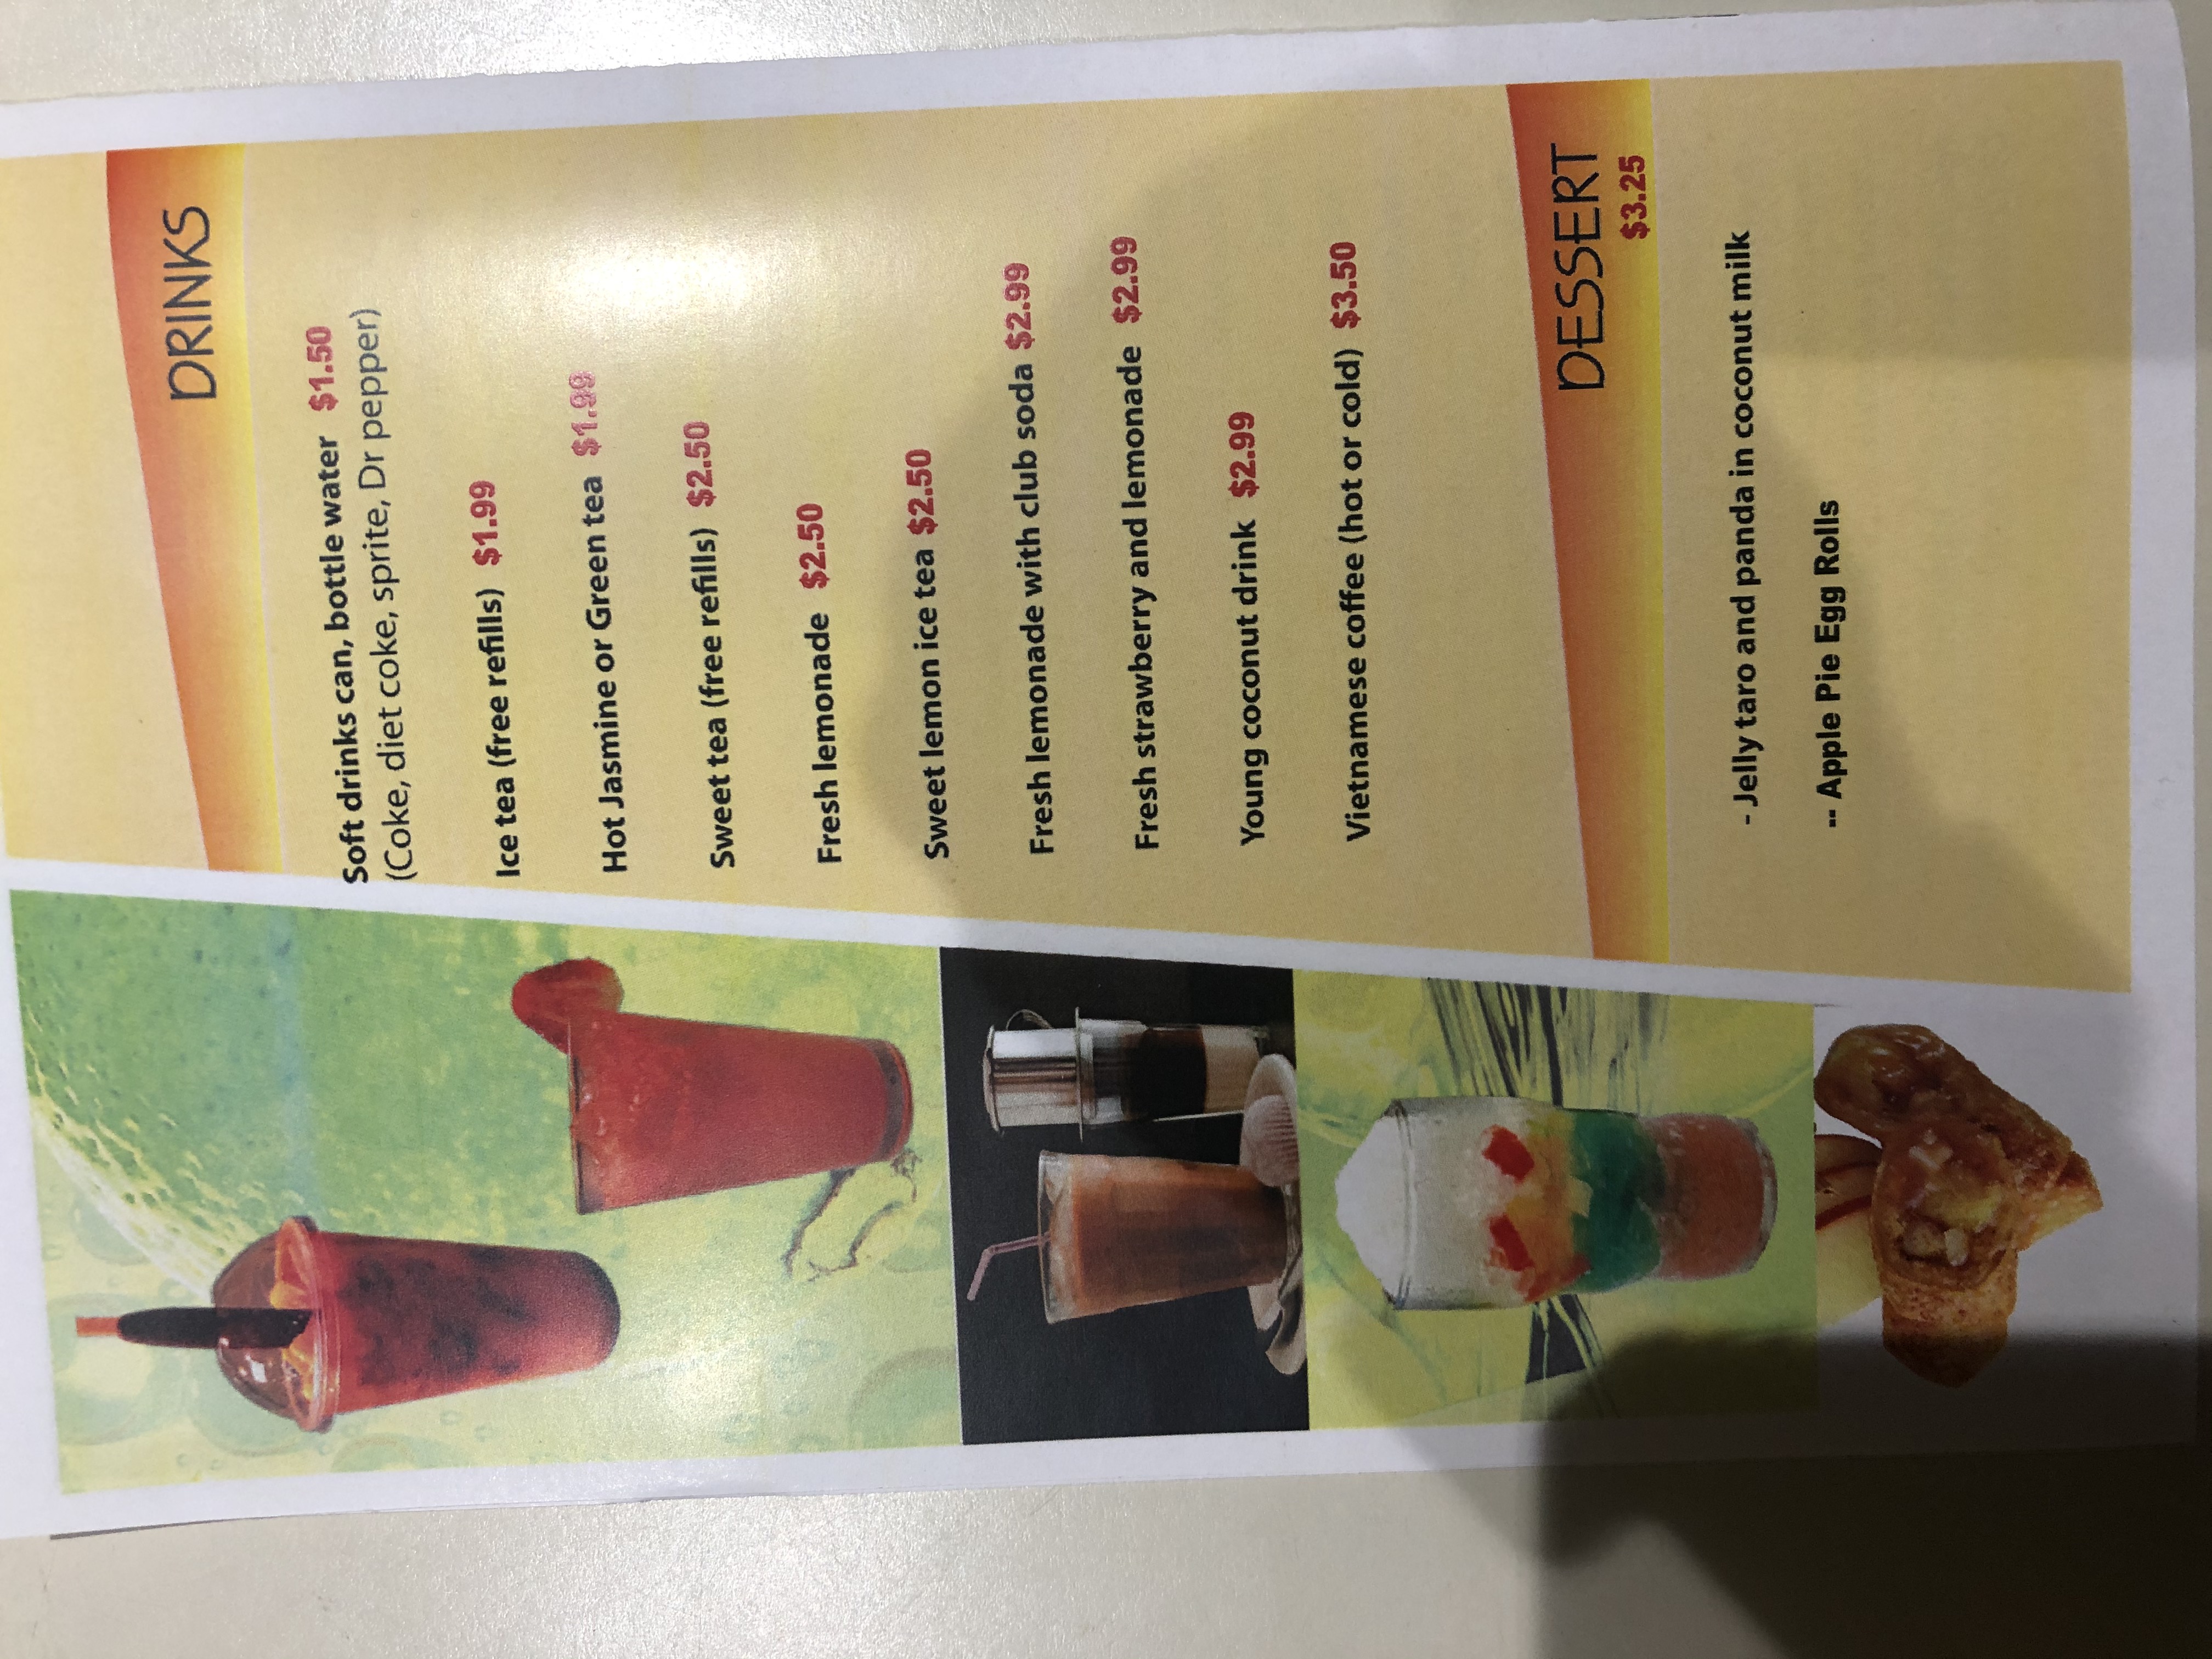 DRINKS
Soft drinks can, bottle water $1.50
(Coke, diet coke, sprite, Dr pepper)
Ice tea (free refills) $1.99
Hot Jasmine or Green tea $1.99
Sweet tea (free refills) $2.50
Fresh lemonade $2.50
Sweet lemon ice tea $2.50
Fresh lemonade with club soda $2.99
Fresh strawberry and lemonade $2.99
Young coconut drink $2.99
Vietnamese coffee (hot or cold) $3.50
DESSERT
$3.25
- Jelly taro and panda in coconut milk
-- Apple Pie Egg Rolls